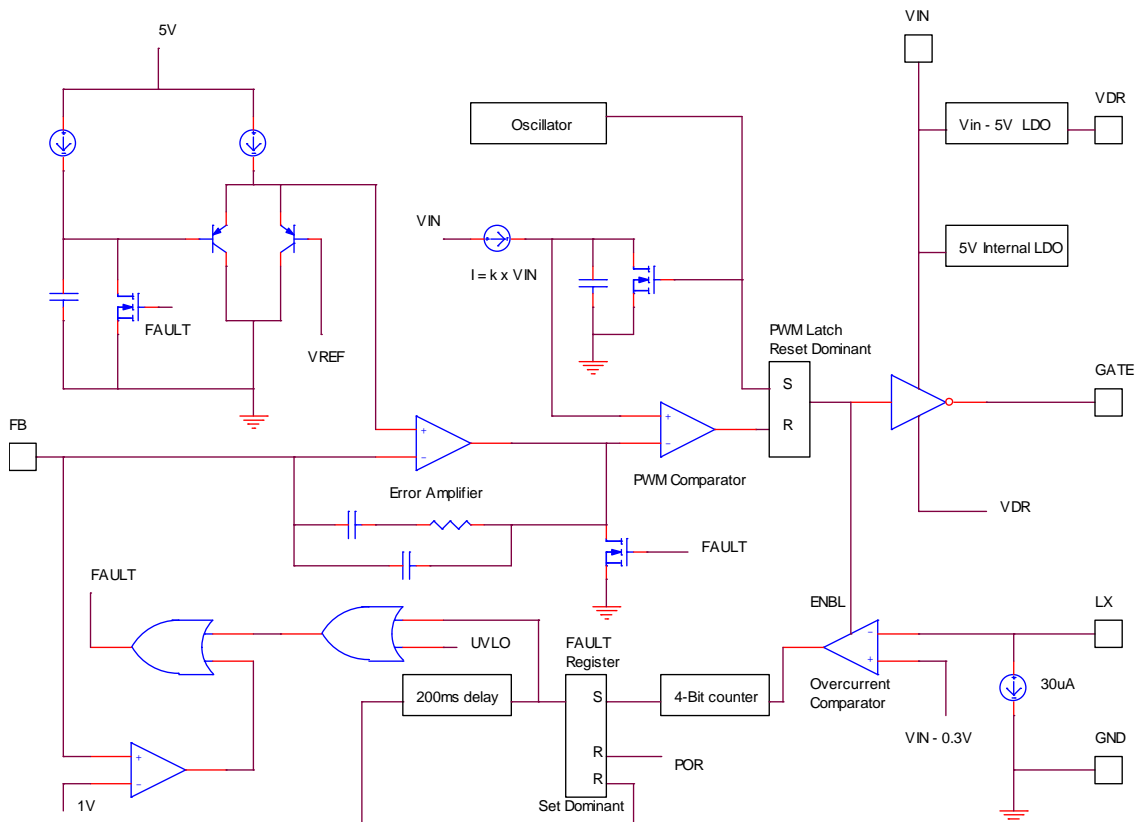 5V
VIN
Oscillator
Vin - 5V LDO
VDR
VIN
5V Internal LDO
I = k x VIN
FAULT
VREF
PWM Latch
Reset Dominant
S
R
GATE
FB
+
-
+
-
PWM Comparator
Error Amplifier
VDR
FAULT
FAULT
ENBL
LX
UVLO
FAULT
Register
-
+
Overcurrent
Comparator
30uA
200ms delay
S
4-Bit counter
VIN - 0.3V
GND
R
POR
+
-
R
1V
Set Dominant